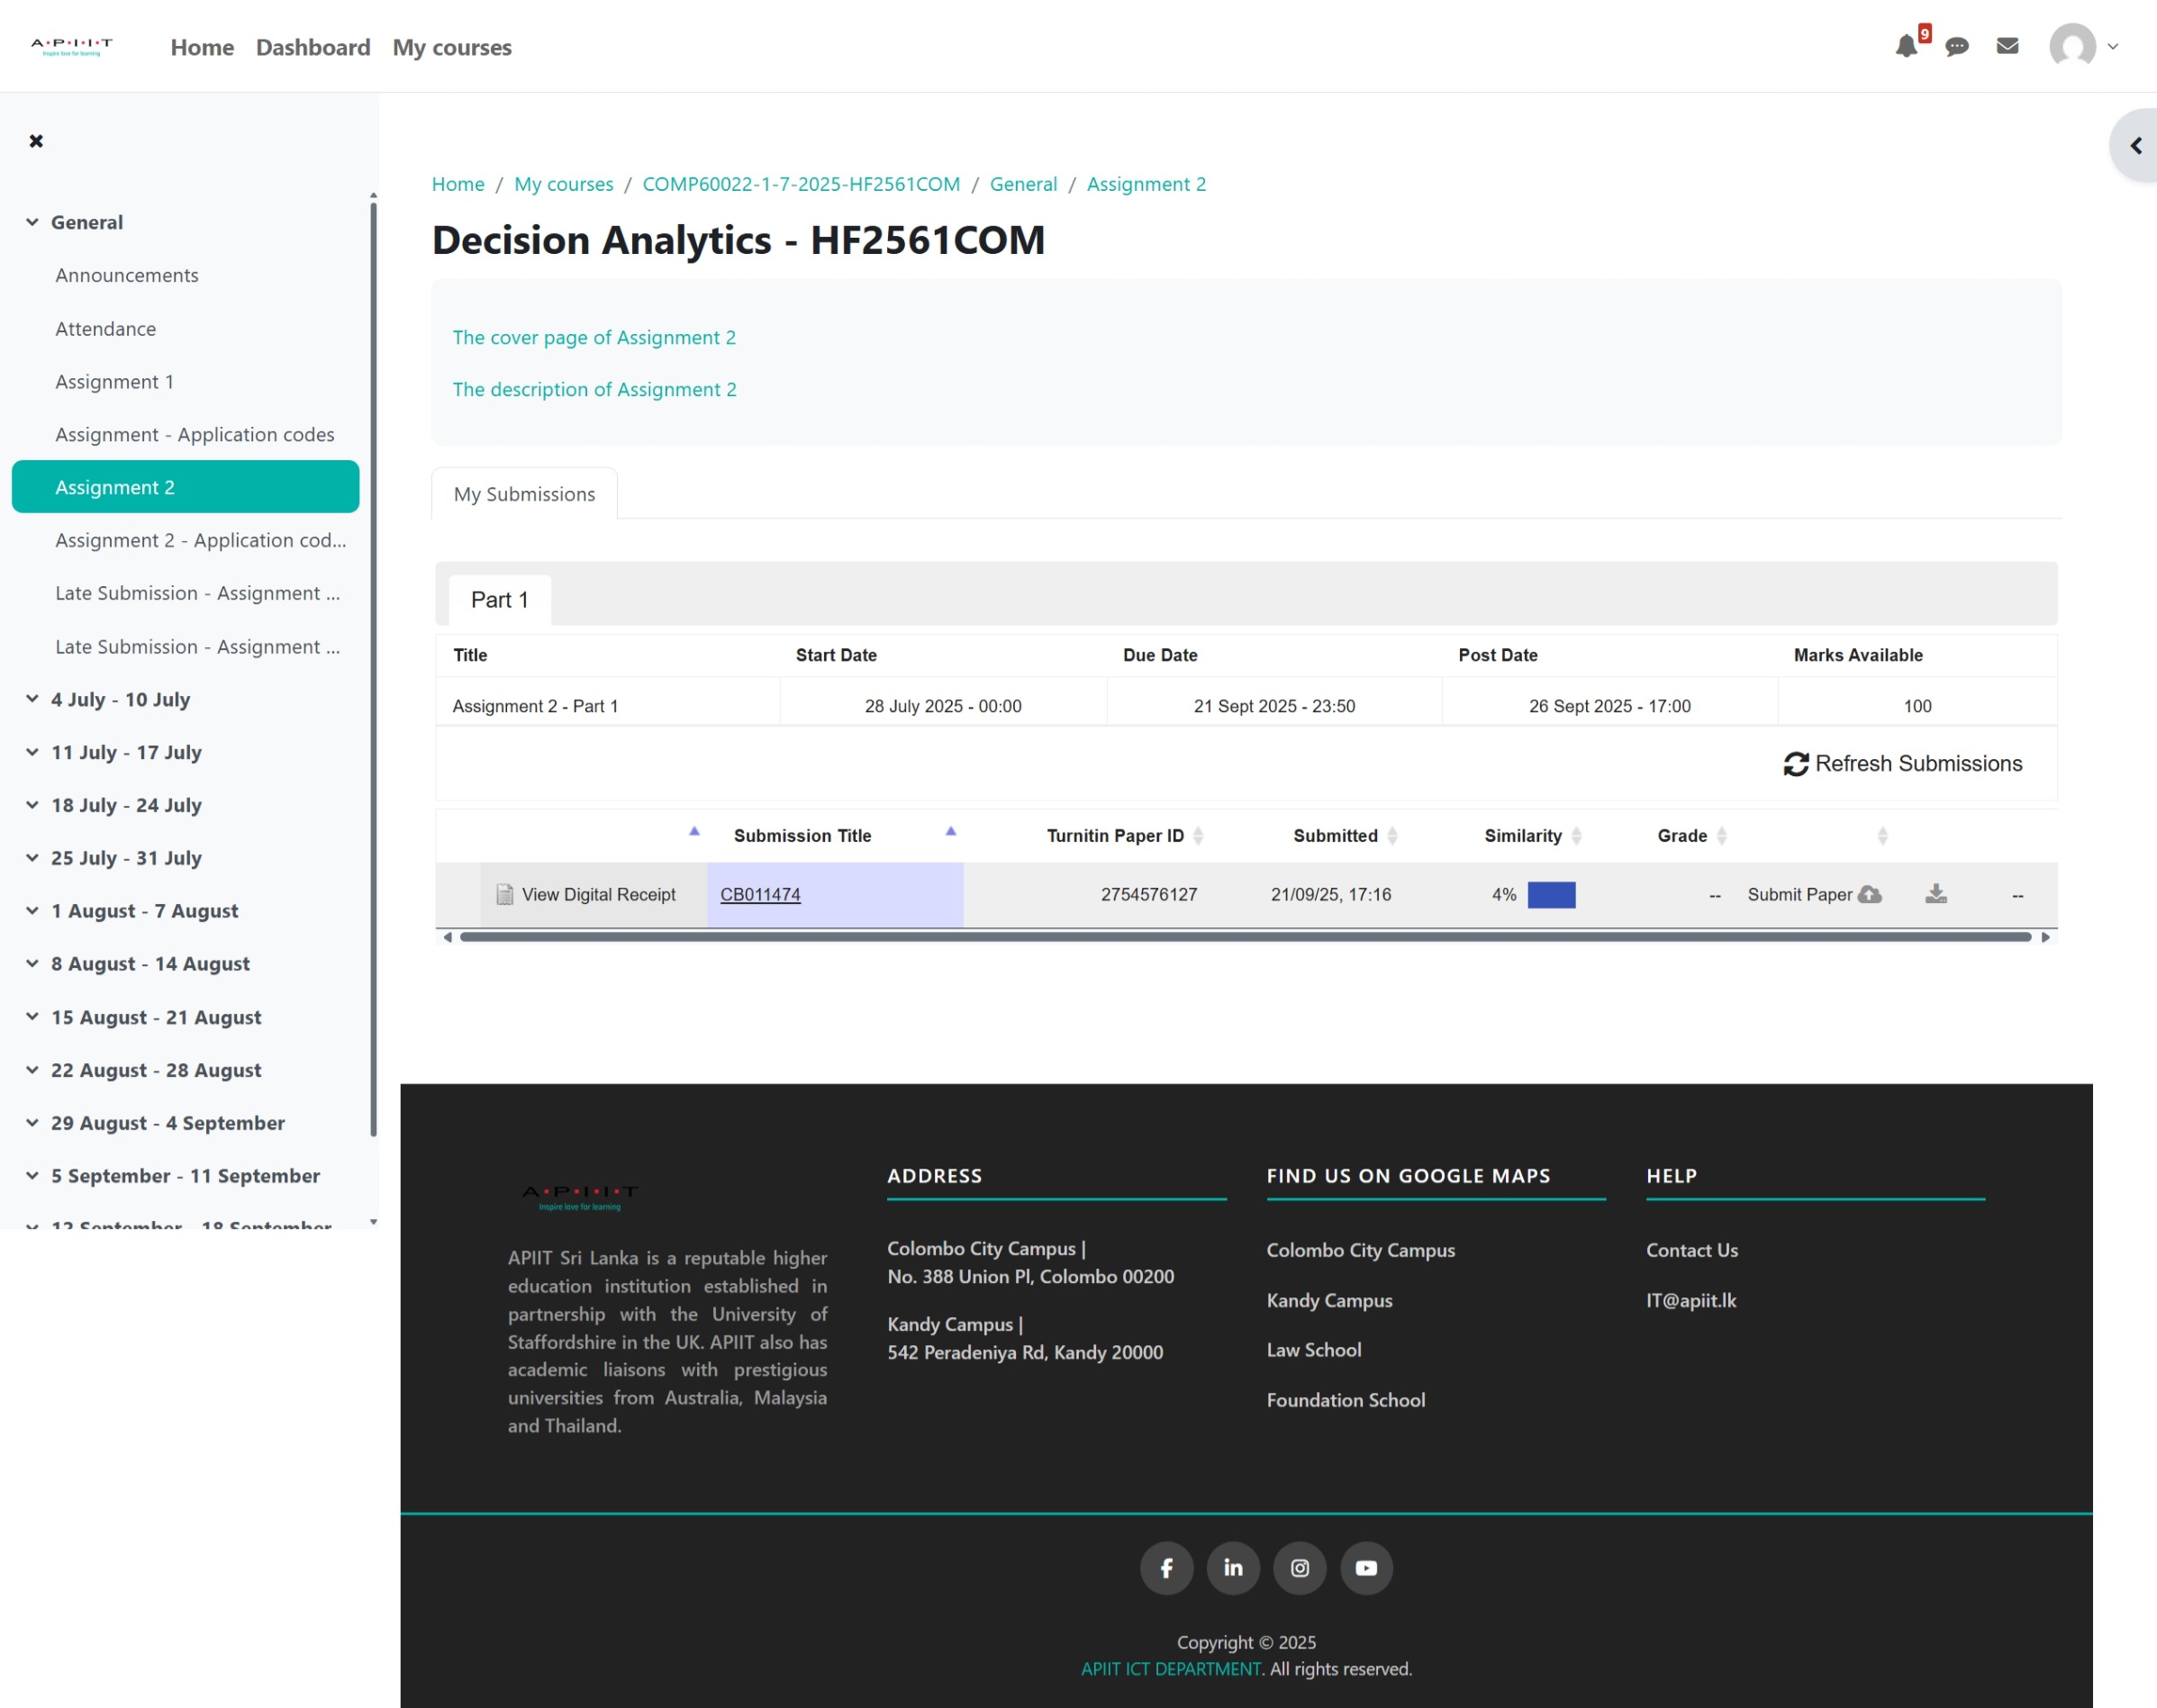 A·P·I·I·T
Inspire love for learning
Home Dashboard My courses
9
General
Announcements
Attendance
Assignment 1
Assignment - Application codes
Assignment 2
Assignment 2 - Application cod...
Late Submission - Assignment ...
Late Submission - Assignment ...
4 July - 10 July
11 July - 17 July
18 July - 24 July
25 July - 31 July
1 August - 7 August
8 August - 14 August
15 August - 21 August
22 August - 28 August
29 August - 4 September
5 September - 11 September
12 September - 18 September
Home / My courses / COMP60022-1-7-2025-HF2561COM / General / Assignment 2
Decision Analytics - HF2561COM
The cover page of Assignment 2
The description of Assignment 2
My Submissions
Part 1
Title Start Date Due Date Post Date Marks Available
Assignment 2 - Part 1 28 July 2025 - 00:00 21 Sept 2025 - 23:50 26 Sept 2025 - 17:00 100
Refresh Submissions
Submission Title Turnitin Paper ID Submitted Similarity Grade
View Digital Receipt CB011474 2754576127 21/09/25, 17:16 4% -- Submit Paper --
A·P·I·I·T
Inspire love for learning
APIIT Sri Lanka is a reputable higher
education institution established in
partnership with the University of
Staffordshire in the UK. APIIT also has
academic liaisons with prestigious
universities from Australia, Malaysia
and Thailand.
ADDRESS
Colombo City Campus |
No. 388 Union Pl, Colombo 00200
Kandy Campus |
542 Peradeniya Rd, Kandy 20000
FIND US ON GOOGLE MAPS
Colombo City Campus
Kandy Campus
Law School
Foundation School
HELP
Contact Us
IT@apiit.lk
Copyright © 2025
APIIT ICT DEPARTMENT. All rights reserved.